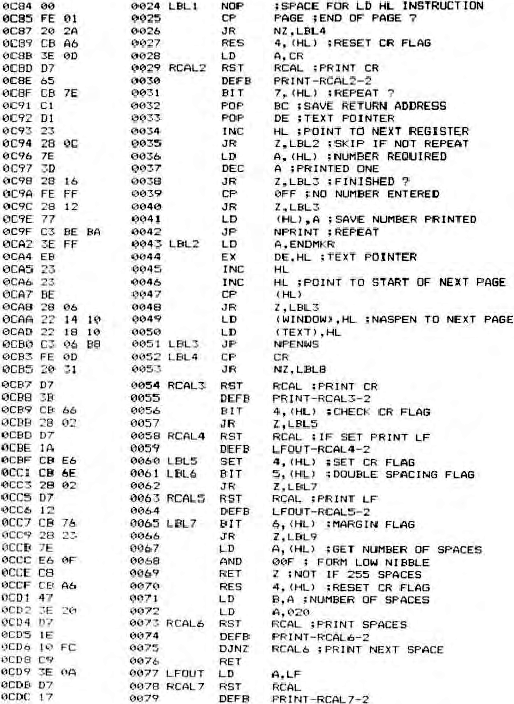 0C84 00 0024 LBL1 NOP ;SPACE FOR LD HL INSTRUCTION
0C85 FE 01 0025 CP PAGE ;END OF PAGE ?
0C87 20 2A 0026 JR NZ,LBL4
0C89 CB A6 0027 RES 4,(HL) ;RESET CR FLAG
0C8B 3E 0D 0028 LD A,CR
0C8D D7 0029 RCAL2 RST RCAL ;PRINT CR
0C8E 65 0030 DEFB PRINT-RCAL2-2
0C8F CB 7E 0031 BIT 7,(HL) ;REPEAT ?
0C91 C1 0032 POP BC ;SAVE RETURN ADDRESS
0C92 D1 0033 POP DE ;TEXT POINTER
0C93 23 0034 INC HL ;POINT TO NEXT REGISTER
0C94 28 0C 0035 JR Z,LBL2 ;SKIP IF NOT REPEAT
0C96 7E 0036 LD A,(HL) ;NUMBER REQUIRED
0C97 3D 0037 DEC A ;PRINTED ONE
0C98 28 16 0038 JR Z,LBL3 ;FINISHED ?
0C9A FE FF 0039 CP 0FF ;NO NUMBER ENTERED
0C9C 28 12 0040 JR Z,LBL3
0C9E 77 0041 LD (HL),A ;SAVE NUMBER PRINTED
0C9F C3 BE BA 0042 JP NPRINT ;REPEAT
0CA2 3E FF 0043 LBL2 LD A,ENDMKR
0CA4 EB 0044 EX DE,HL ;TEXT POINTER
0CA5 23 0045 INC HL
0CA6 23 0046 INC HL ;POINT TO START OF NEXT PAGE
0CA7 BE 0047 CP (HL)
0CA8 28 06 0048 JR Z,LBL3
0CAA 22 14 10 0049 LD (WINDOW),HL ;NASPEN TO NEXT PAGE
0CAD 22 18 10 0050 LD (TEXT),HL
0CB0 C3 06 B8 0051 LBL3 JP NPENWS
0CB3 FE 0D 0052 LBL4 CP CR
0CB5 20 31 0053 JR NZ,LBL8
0CB7 D7 0054 RCAL3 RST RCAL ;PRINT CR
0CB8 3B 0055 DEFB PRINT-RCAL3-2
0CB9 CB 66 0056 BIT 4,(HL) ;CHECK CR FLAG
0CBB 28 02 0057 JR Z,LBL5
0CBD D7 0058 RCAL4 RST RCAL ;IF SET PRINT LF
0CBE 1A 0059 DEFB LFOUT-RCAL4-2
0CBF CB E6 0060 LBL5 SET 4,(HL) ;SET CR FLAG
0CC1 CB 6E 0061 LBL6 BIT 5,(HL) ;DOUBLE SPACING FLAG
0CC3 28 02 0062 JR Z,LBL7
0CC5 D7 0063 RCAL5 RST RCAL ;PRINT LF
0CC6 12 0064 DEFB LFOUT-RCAL5-2
0CC7 CB 76 0065 LBL7 BIT 6,(HL) ;MARGIN FLAG
0CC9 28 23 0066 JR Z,LBL9
0CCB 7E 0067 LD A,(HL) ;GET NUMBER OF SPACES
0CCC E6 0F 0068 AND 00F ; FORM LOW NIBBLE
0CCE C8 0069 RET Z ;NOT IF 255 SPACES
0CCF CB A6 0070 RES 4,(HL) ;RESET CR FLAG
0CD1 47 0071 LD B,A ;NUMBER OF SPACES
0CD2 3E 20 0072 LD A,020
0CD4 D7 0073 RCAL6 RST RCAL ;PRINT SPACES
0CD5 1E 0074 DEFB PRINT-RCAL6-2
0CD6 10 FC 0075 DJNZ RCAL6 ;PRINT NEXT SPACE
0CD8 C9 0076 RET
0CD9 3E 0A 0077 LFOUT LD A,LF
0CDB D7 0078 RCAL7 RST RCAL
0CDC 17 0079 DEFB PRINT-RCAL7-2